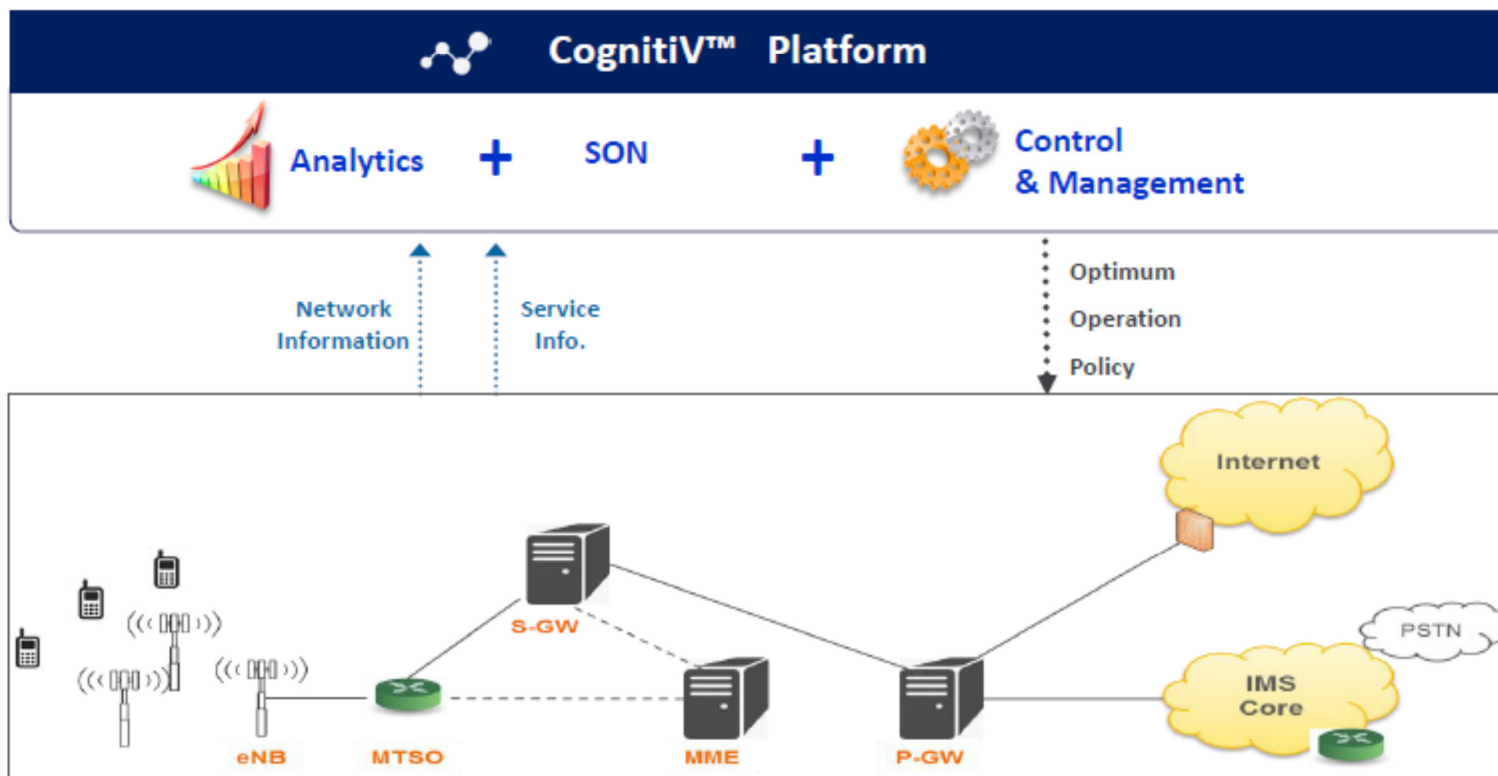 CognitiV™ Platform
Analytics + SON + Control
& Management
Network
Information
Service
Info.
Optimum
Operation
Policy
Internet
S-GW
PSTN
IMS
Core
eNB
MTSO
MME
P-GW